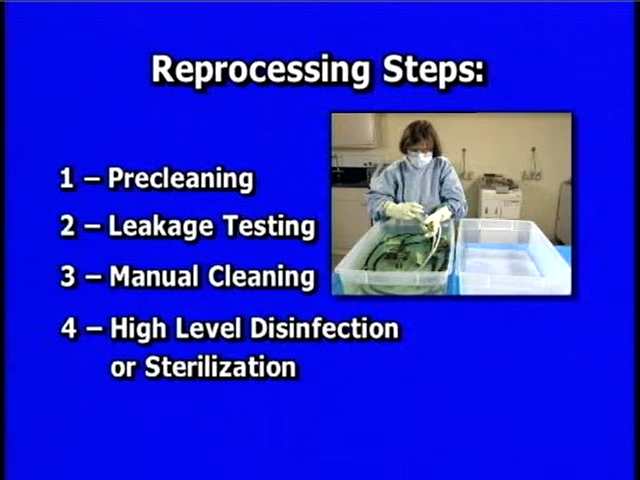 Reprocessing Steps:
1 – Precleaning
2 – Leakage Testing
3 – Manual Cleaning
4 – High Level Disinfection
or Sterilization